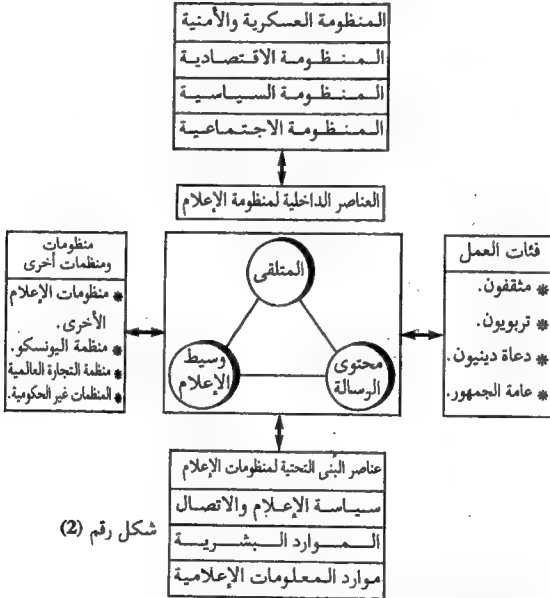 المنظومة العسكرية والأمنية
المنظومة الاقتصادية
المنظومة السياسية
المنظومة الاجتماعية
العناصر الداخلية لمنظومة الإعلام
فئات العمل
* مثقفون.
* تربويون.
* دعاة دينيون.
* عامة الجمهور.
المتلقى
محتوى
الرسالة
وسيط
الإعلام
منظومات
ومنظمات أخرى
* منظومات الإعلام
الأخرى.
* منظمة اليونسكو.
* منظمة التجارة العالمية
* المنظمات غير الحكومية.
عناصر البنى التحتية لمنظومات الإعلام
سياسة الإعلام والاتصال
الموارد البشرية
موارد المعلومات الإعلامية
شكل رقم (2)